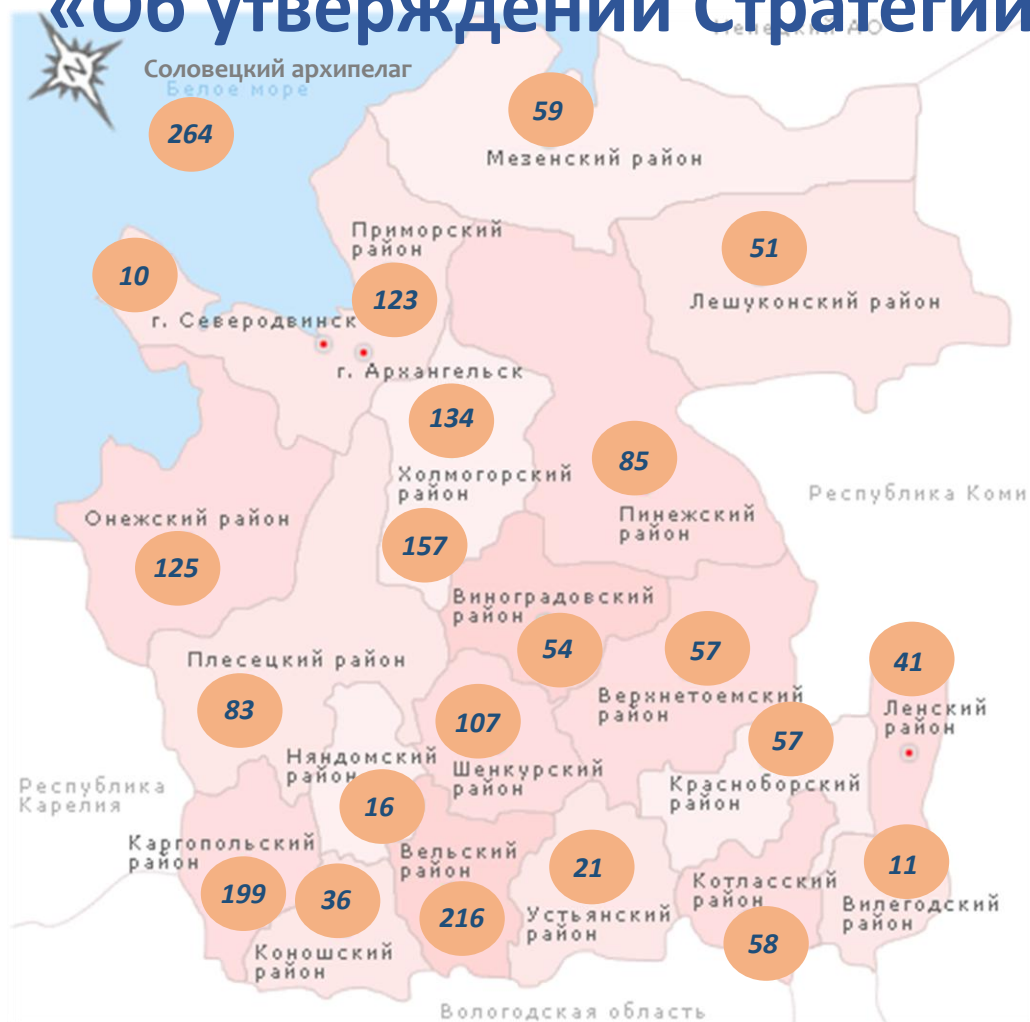 «Об утверждении Стратегии
Ненецкий АО
Соловецкий архипелаг
Белое море
264
59
Мезенский район
Приморский
район
51
10
123
Лешуконский район
г. Северодвинск
г. Архангельск
134
85
Холмогорский
район
Республика Коми
Онежский район
Пинежский
район
157
125
Виноградовский
район
54
57
41
Плесецкий район
Верхнетоемский
район
83
107
57
Ленский
район
Няндомский
район
Шенкурский
район
Красноборский
район
Республика
Карелия
16
Каргопольский
район
Вельский
район
21
11
199
36
216
Котласский
район
Вилегодский
район
Устьянский
район
58
Коношский
район
Вологодская область